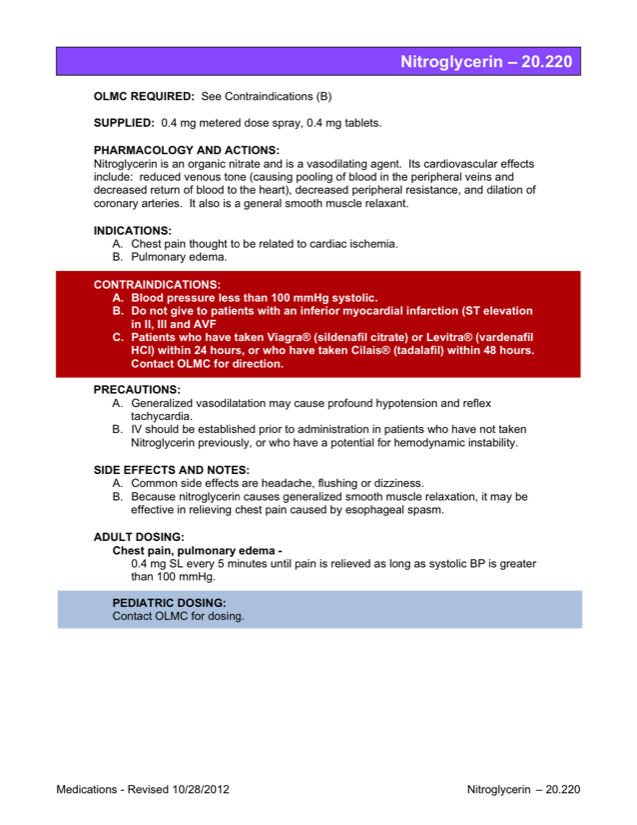 Nitroglycerin – 20.220
OLMC REQUIRED: See Contraindications (B)
SUPPLIED: 0.4 mg metered dose spray, 0.4 mg tablets.
PHARMACOLOGY AND ACTIONS:
Nitroglycerin is an organic nitrate and is a vasodilating agent. Its cardiovascular effects
include: reduced venous tone (causing pooling of blood in the peripheral veins and
decreased return of blood to the heart), decreased peripheral resistance, and dilation of
coronary arteries. It also is a general smooth muscle relaxant.
INDICATIONS:
A. Chest pain thought to be related to cardiac ischemia.
B. Pulmonary edema.
CONTRAINDICATIONS:
A. Blood pressure less than 100 mmHg systolic.
B. Do not give to patients with an inferior myocardial infarction (ST elevation
in II, III and AVF
C. Patients who have taken Viagra® (sildenafil citrate) or Levitra® (vardenafil
HCl) within 24 hours, or who have taken Cilais® (tadalafil) within 48 hours.
Contact OLMC for direction.
PRECAUTIONS:
A. Generalized vasodilatation may cause profound hypotension and reflex
tachycardia.
B. IV should be established prior to administration in patients who have not taken
Nitroglycerin previously, or who have a potential for hemodynamic instability.
SIDE EFFECTS AND NOTES:
A. Common side effects are headache, flushing or dizziness.
B. Because nitroglycerin causes generalized smooth muscle relaxation, it may be
effective in relieving chest pain caused by esophageal spasm.
ADULT DOSING:
Chest pain, pulmonary edema -
0.4 mg SL every 5 minutes until pain is relieved as long as systolic BP is greater
than 100 mmHg.
PEDIATRIC DOSING:
Contact OLMC for dosing.
Medications - Revised 10/28/2012
Nitroglycerin – 20.220